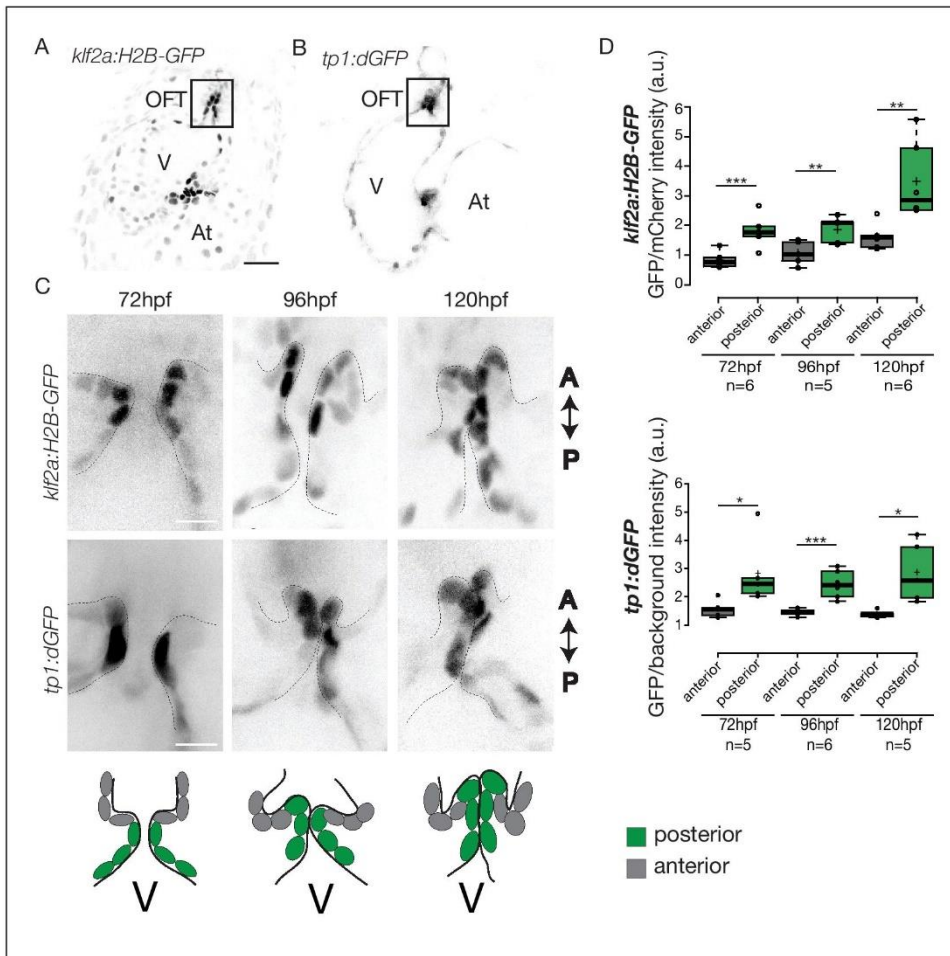 A
klf2a:H2B-GFP
OFT
V
At
B
tp1:dGFP
OFT
V
At
C
72hpf
96hpf
120hpf
klf2a:H2B-GFP
A
P
tp1:dGFP
A
P
V
V
V
D
klf2a:H2B-GFP
GFP/mCherry intensity (a.u.)
6
5
4
3
2
1
0
***
**
**
anterior
posterior
anterior
posterior
anterior
posterior
72hpf
96hpf
120hpf
n=6
n=5
n=6
tp1:dGFP
GFP/background intensity (a.u.)
6
5
4
3
2
1
*
***
*
anterior
posterior
anterior
posterior
anterior
posterior
72hpf
96hpf
120hpf
n=5
n=6
n=5
posterior
anterior